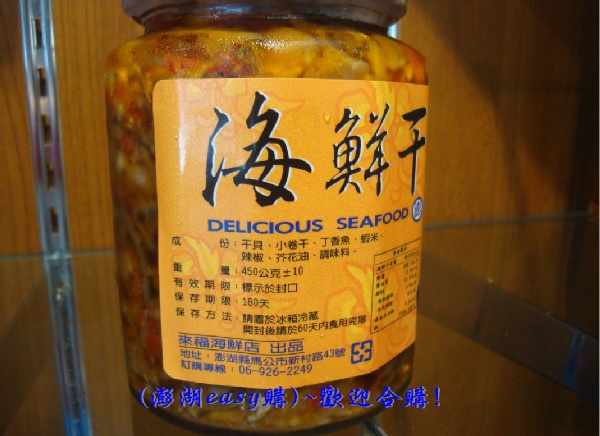 海鮮干
DELICIOUS SEAFOOD
成 份：干貝、小卷干、丁香魚、蝦米、
辣椒、芥花油、調味料。
重 量：450公克±10
有效期限：標示於封口
保存期限：180天
保存方法：請置於冰箱冷藏
開封後請於60天內食用完畢
來福海鮮店 出品
地址：澎湖縣馬公市新村路43號
訂購專線：06-926-2249
(澎湖easy購)~歡迎合購!